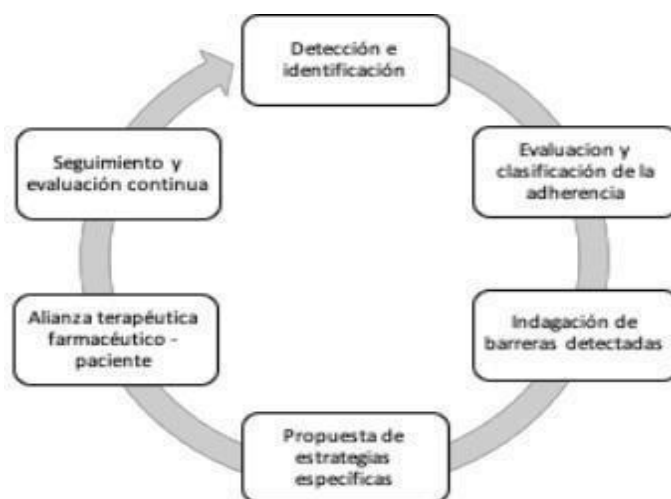 Detección e
identificación
Evaluacion y
clasificación de la
adherencia
Indagación de
barreras detectadas
Propuesta de
estrategias
específicas
Alianza terapéutica
farmacéutico -
paciente
Seguimiento y
evaluación continua